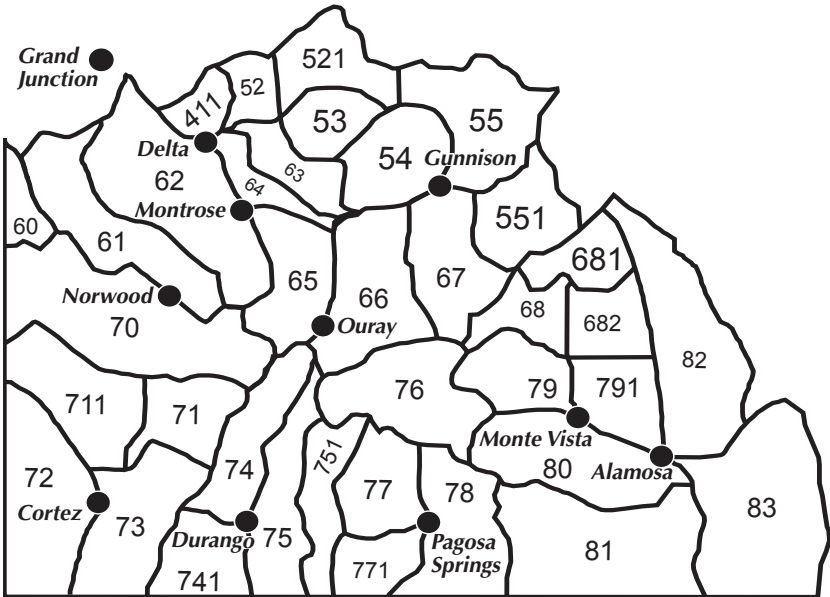 Grand
Junction
521
52
411
53
55
Delta
54
Gunnison
63
62
64
Montrose
551
60
61
681
65
67
Norwood
66
68
70
Ouray
682
82
76
79
791
711
71
Monte Vista
751
74
80
Alamosa
72
77
78
Cortez
83
73
Durango
75
Pagosa
Springs
81
771
741